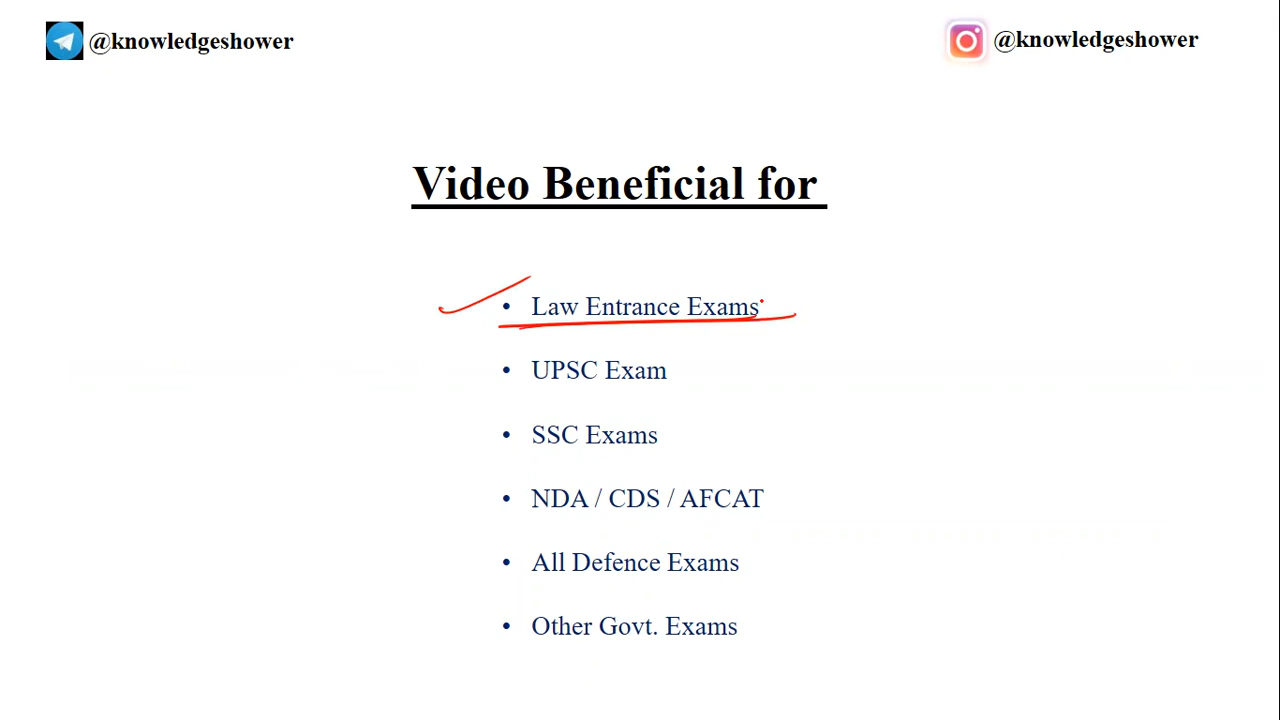 @knowledgeshower
@knowledgeshower
Video Beneficial for
• Law Entrance Exams
• UPSC Exam
• SSC Exams
• NDA / CDS / AFCAT
• All Defence Exams
• Other Govt. Exams